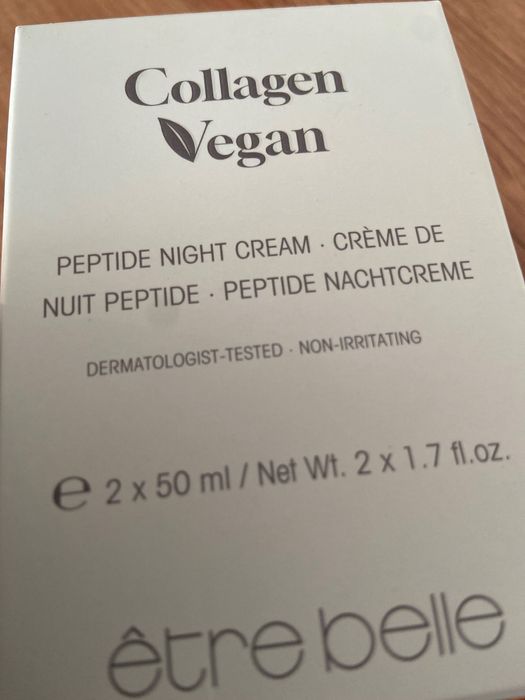 Collagen
Vegan
PEPTIDE NIGHT CREAM · CRÈME DE
NUIT PEPTIDE · PEPTIDE NACHTCREME
DERMATOLOGIST-TESTED · NON-IRRITATING
℮ 2 x 50 ml / Net Wt. 2 x 1.7 fl.oz.
être belle